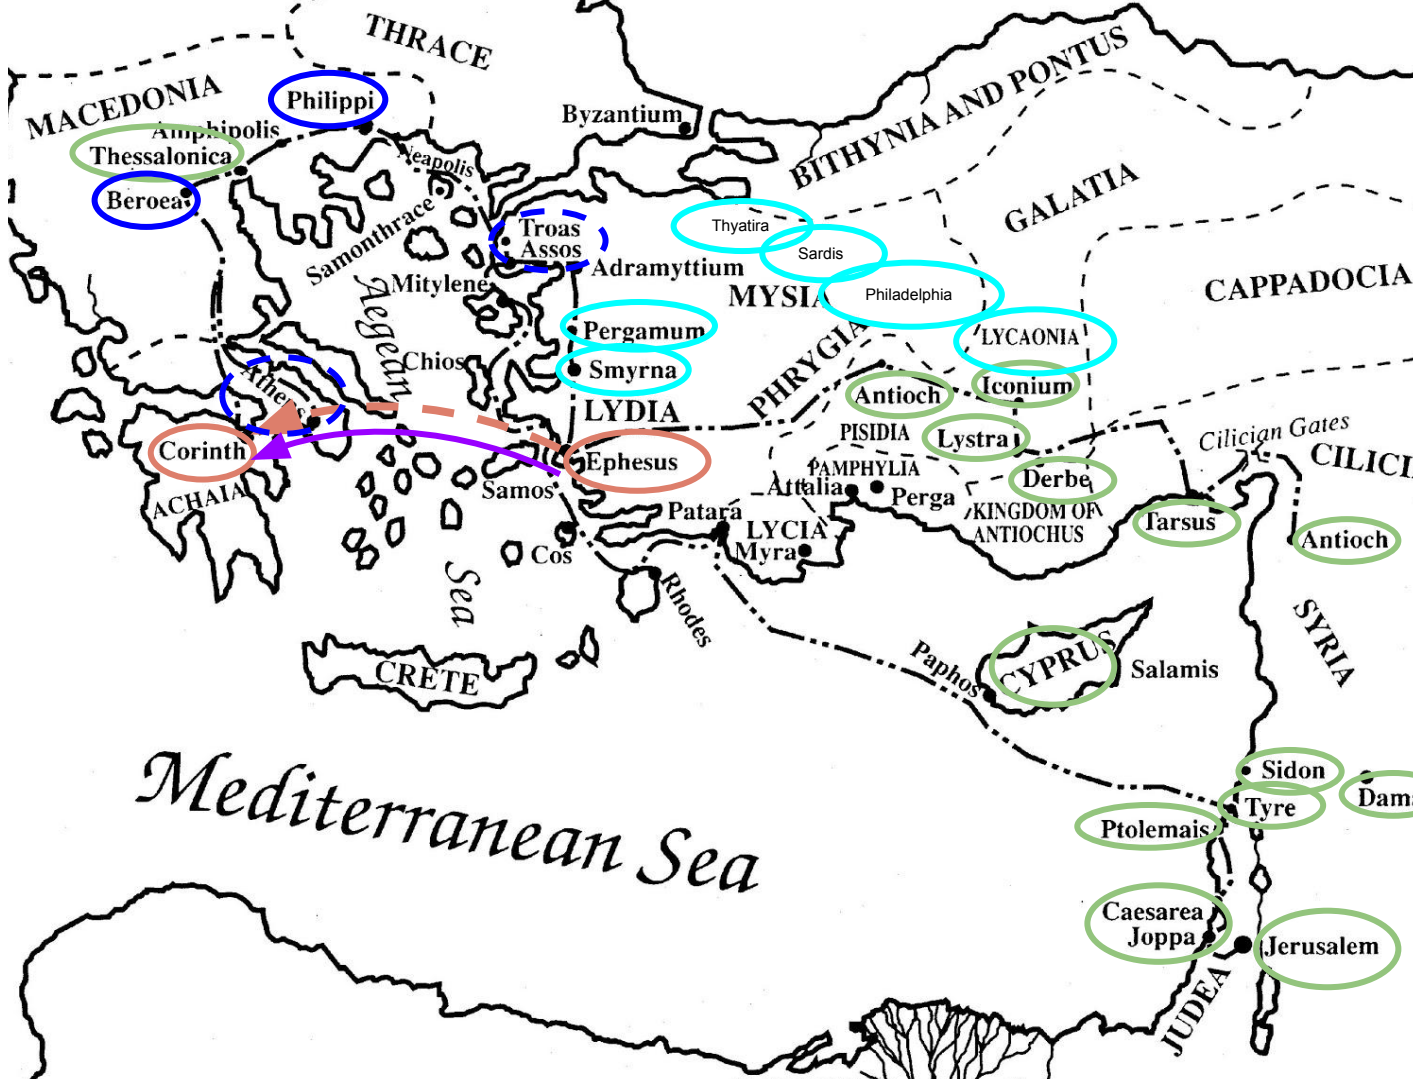 THRACE
MACEDONIA
Philippi
Byzantium
BITHYNIA AND PONTUS
Amphipolis
Thessalonica
Neapolis
Beroea
Samonthrace
GALATIA
Troas
Assos
Thyatira
Sardis
Adramyttium
Mitylene
MYSIA
Philadelphia
CAPPADOCIA
Aegean
Pergamum
LYCAONIA
Chios
Smyrna
PHRYGIA
Athens
Antioch
Iconium
LYDIA
PISIDIA
Lystra
Cilician Gates
Corinth
Ephesus
PAMPHYLIA
CILICI
Samos
Attalia
Perga
Derbe
ACHAIA
Patara
KINGDOM OF
ANTIOCHUS
Tarsus
LYCIA
Myra
Antioch
Cos
Sea
Rhodes
SYRIA
CRETE
Paphos
CYPRUS
Salamis
Mediterranean Sea
Sidon
Tyre
Dam
Ptolemais
Caesarea
Joppa
Jerusalem
JUDEA